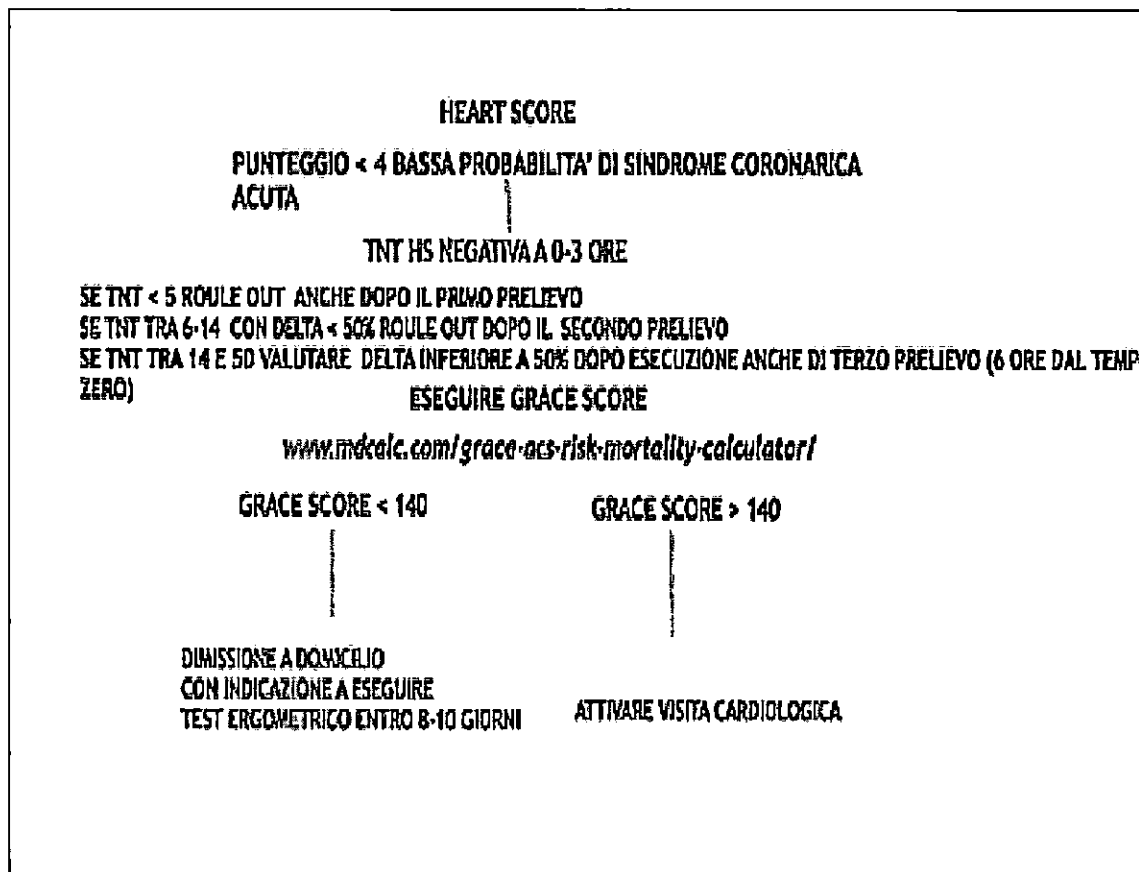 HEART SCORE
PUNTEGGIO < 4 BASSA PROBABILITA' DI SINDROME CORONARICA
ACUTA
TNT HS NEGATIVA A 0-3 ORE
SE TNT < 5 ROULE OUT ANCHE DOPO IL PRIMO PRELIEVO
SE TNT TRA 6-14 CON DELTA < 50% ROULE OUT DOPO IL SECONDO PRELIEVO
SE TNT TRA 14 E 50 VALUTARE DELTA INFERIORE A 50% DOPO ESECUZIONE ANCHE DI TERZO PRELIEVO (6 ORE DAL TEMP
ZERO)
ESEGUIRE GRACE SCORE
www.mdcalc.com/grace-acs-risk-mortality-calculator/
GRACE SCORE < 140
GRACE SCORE > 140
DIMISSIONE A DOMICILIO
CON INDICAZIONE A ESEGUIRE
TEST ERGOMETRICO ENTRO 8-10 GIORNI
ATTIVARE VISITA CARDIOLOGICA